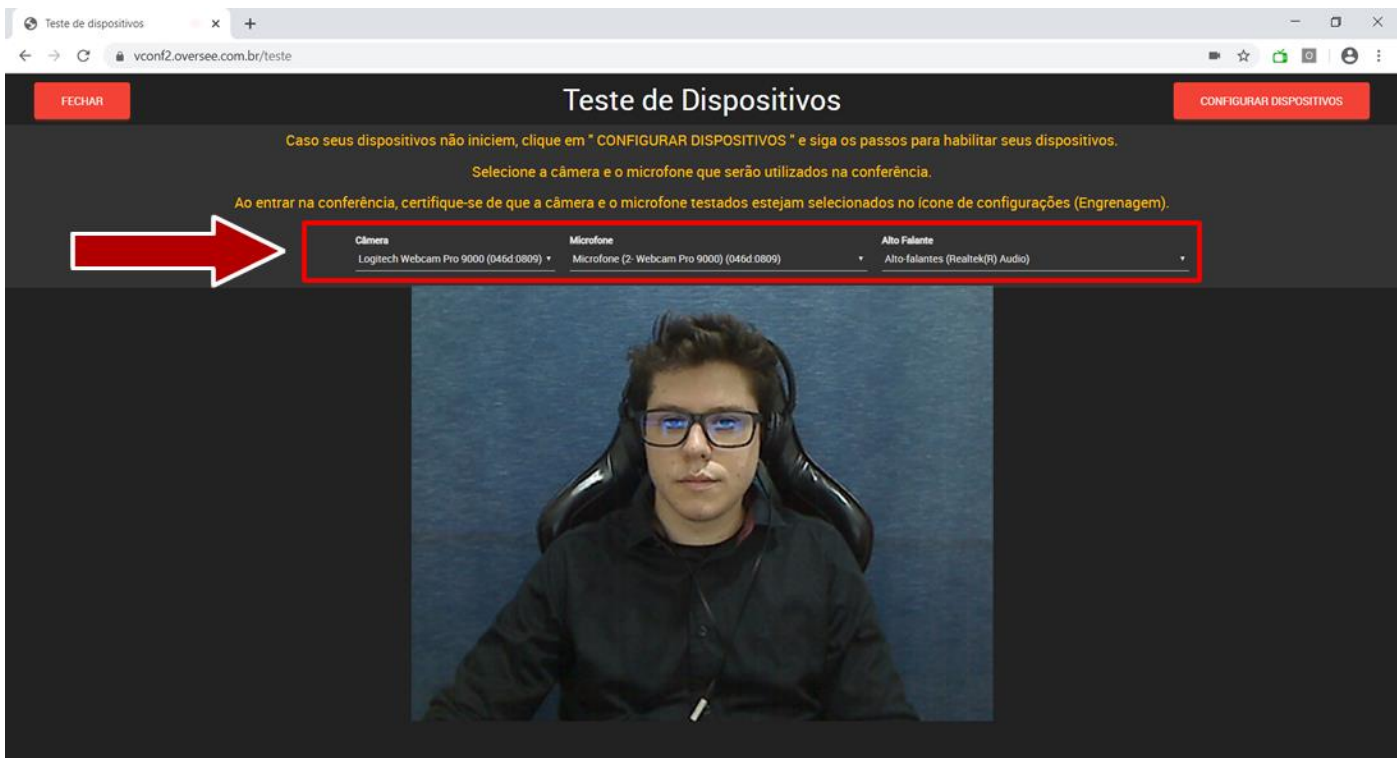 Teste de dispositivos
vconf2.oversee.com.br/teste
FECHAR
Teste de Dispositivos
CONFIGURAR DISPOSITIVOS
Caso seus dispositivos não iniciem, clique em " CONFIGURAR DISPOSITIVOS " e siga os passos para habilitar seus dispositivos.
Selecione a câmera e o microfone que serão utilizados na conferência.
Ao entrar na conferência, certifique-se de que a câmera e o microfone testados estejam selecionados no ícone de configurações (Engrenagem).
Câmera Microfone Alto Falante
Logitech Webcam Pro 9000 (046d:0809) Microfone (2- Webcam Pro 9000) (046d:0809) Alto-falantes (Realtek(R) Audio)